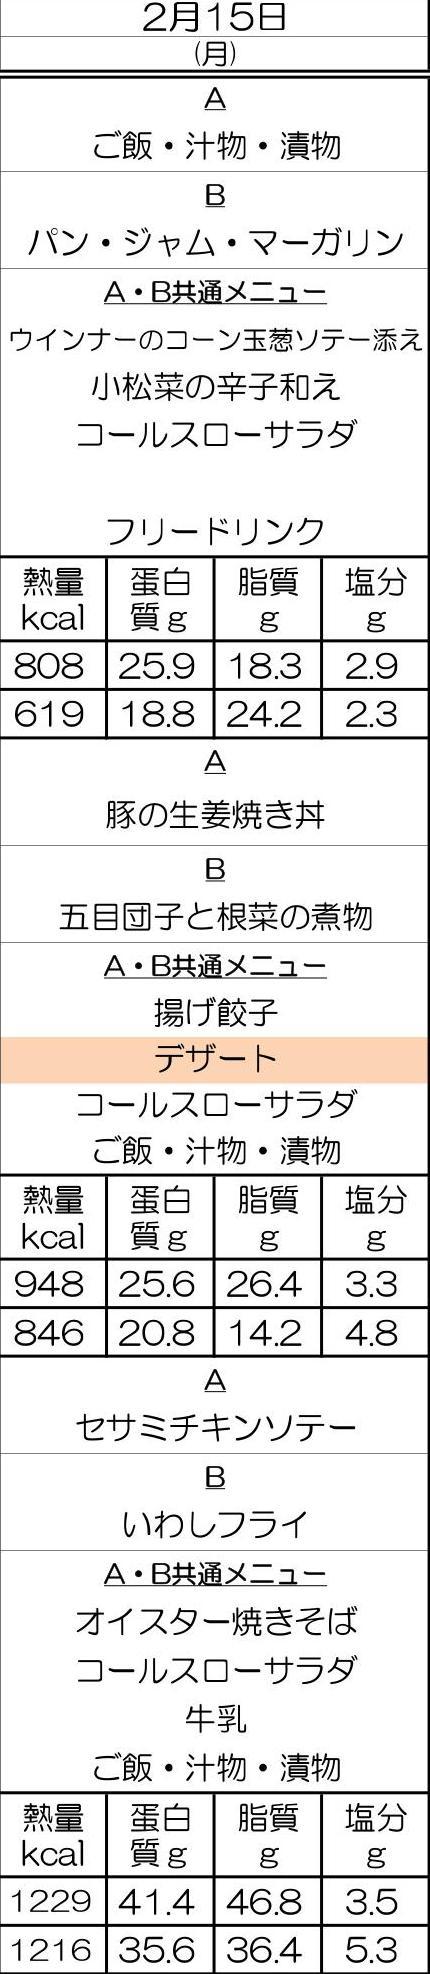 2月15日
(月)
A
ご飯・汁物・漬物
B
パン・ジャム・マーガリン
A・B共通メニュー
ウインナーのコーン玉葱ソテー添え
小松菜の辛子和え
コールスローサラダ
フリードリンク
熱量 蛋白 脂質 塩分
kcal 質g g g
808 25.9 18.3 2.9
619 18.8 24.2 2.3
A
豚の生姜焼き丼
B
五目団子と根菜の煮物
A・B共通メニュー
揚げ餃子
デザート
コールスローサラダ
ご飯・汁物・漬物
熱量 蛋白 脂質 塩分
kcal 質g g g
948 25.6 26.4 3.3
846 20.8 14.2 4.8
A
セサミチキンソテー
B
いわしフライ
A・B共通メニュー
オイスター焼きそば
コールスローサラダ
牛乳
ご飯・汁物・漬物
熱量 蛋白 脂質 塩分
kcal 質g g g
1229 41.4 46.8 3.5
1216 35.6 36.4 5.3